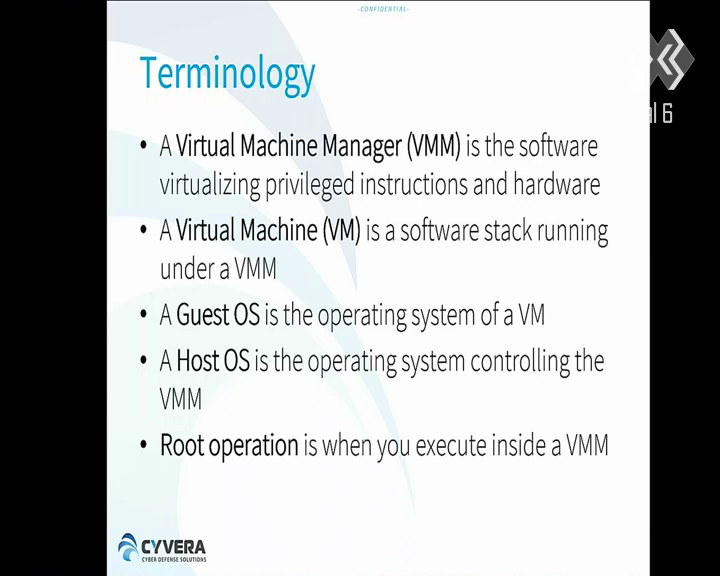 -CONFIDENTIAL-
Terminology
al 6
• A Virtual Machine Manager (VMM) is the software
virtualizing privileged instructions and hardware
• A Virtual Machine (VM) is a software stack running
under a VMM
• A Guest OS is the operating system of a VM
• A Host OS is the operating system controlling the
VMM
• Root operation is when you execute inside a VMM
CYVERA
CYBER DEFENSE SOLUTIONS